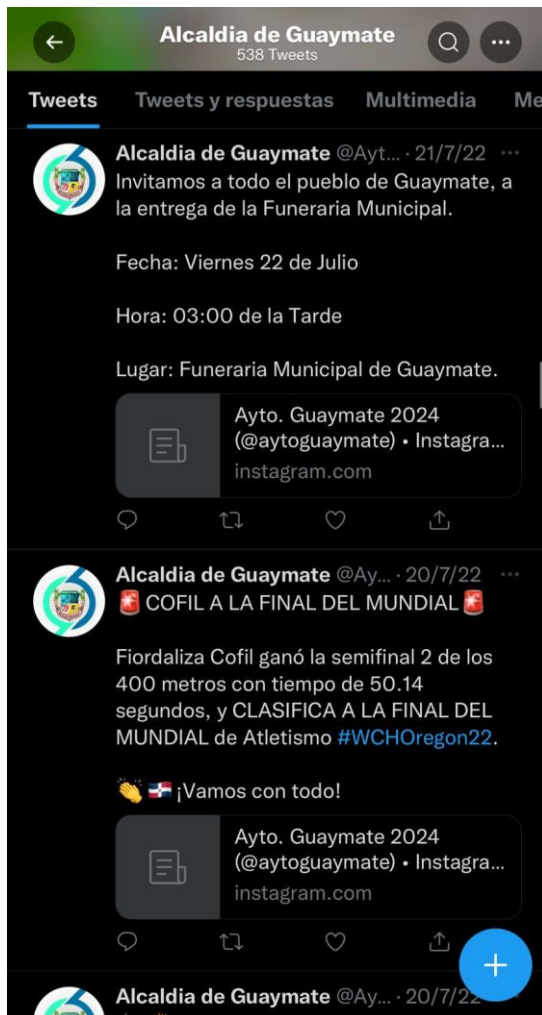 Alcaldia de Guaymate
538 Tweets
Tweets Tweets y respuestas Multimedia Me
Alcaldia de Guaymate @Ayt... · 21/7/22 ...
Invitamos a todo el pueblo de Guaymate, a
la entrega de la Funeraria Municipal.
Fecha: Viernes 22 de Julio
Hora: 03:00 de la Tarde
Lugar: Funeraria Municipal de Guaymate.
Ayto. Guaymate 2024
(@aytoguaymate) • Instagra...
instagram.com
Alcaldia de Guaymate @Ay... · 20/7/22 ...
🚨 COFIL A LA FINAL DEL MUNDIAL 🚨
Fiordaliza Cofil ganó la semifinal 2 de los
400 metros con tiempo de 50.14
segundos, y CLASIFICA A LA FINAL DEL
MUNDIAL de Atletismo #WCHOregon22.
👏 🇩🇴 ¡Vamos con todo!
Ayto. Guaymate 2024
(@aytoguaymate) • Instagra...
instagram.com
Alcaldia de Guaymate @Ay... · 20/7/22